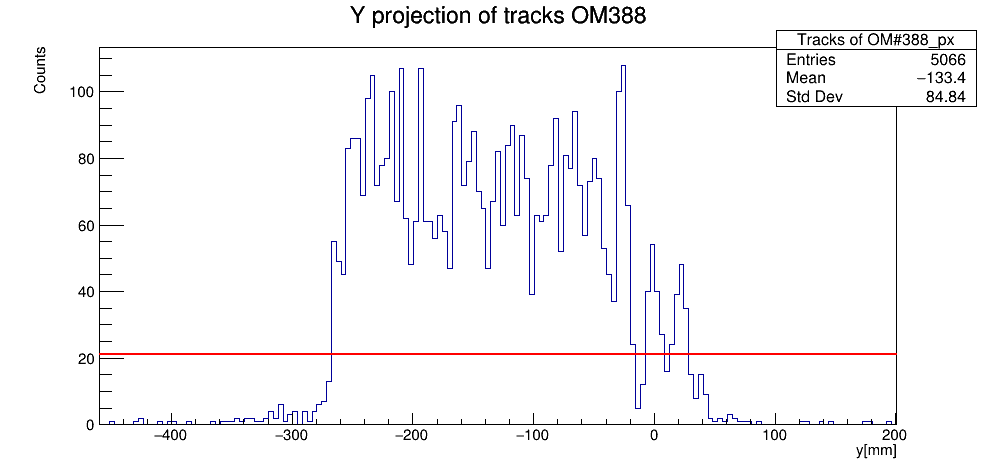 Y projection of tracks OM388
Counts
Tracks of OM#388_px
Entries 5066
Mean −133.4
Std Dev 84.84
100
80
60
40
20
0
−400 −300 −200 −100 0 100 200
y[mm]